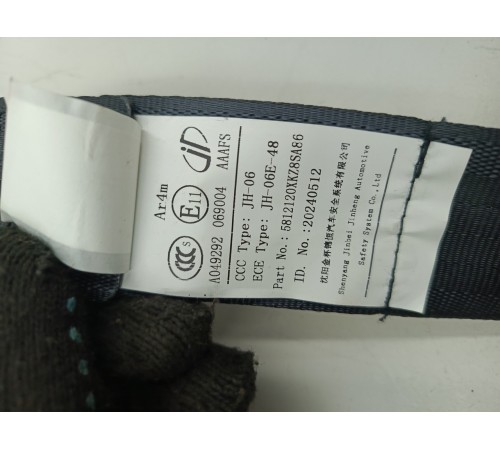 Ar4m
CCC S E11
A049292 069004 AAAFS
CCC Type: JH-06
ECE Type: JH-06E-48
Part No.: 5812120XKZ8SA86
ID. No.:20240512
沈阳金杯锦恒汽车安全系统有限公司
Shenyang Jinbei Jinheng Automotive
Safety System Co.,Ltd